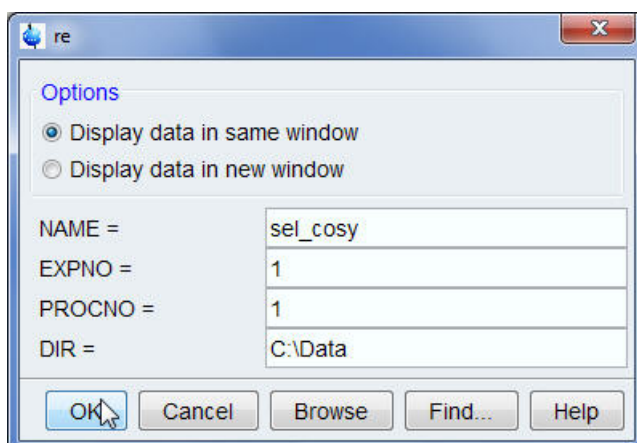 re
Options
Display data in same window
Display data in new window
NAME = sel_cosy
EXPNO = 1
PROCNO = 1
DIR = C:\Data
OK Cancel Browse Find... Help